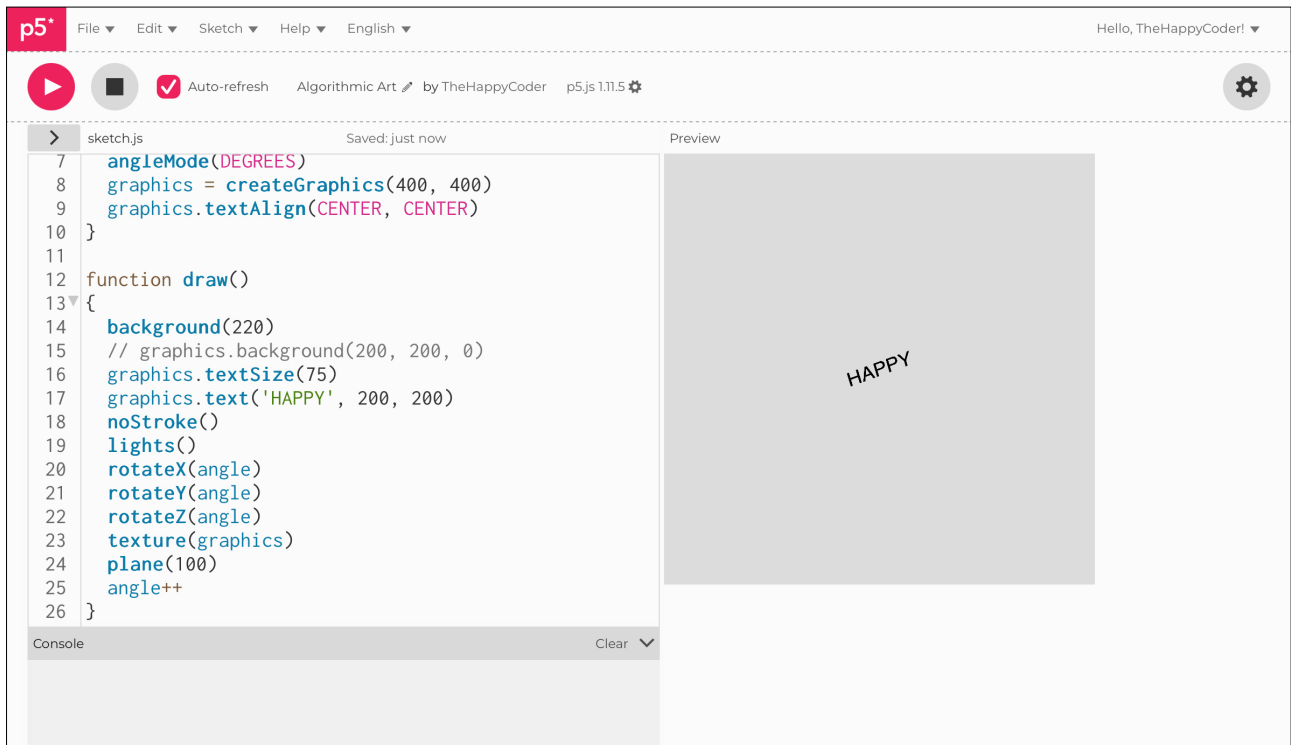 p5* File Edit Sketch Help English Hello, TheHappyCoder!
Auto-refresh Algorithmic Art by TheHappyCoder p5.js 1.11.5
sketch.js Saved: just now Preview
7 angleMode(DEGREES)
8 graphics = createGraphics(400, 400)
9 graphics.textAlign(CENTER, CENTER)
10 }
11
12 function draw()
13 {
14 background(220)
15 // graphics.background(200, 200, 0)
16 graphics.textSize(75)
17 graphics.text('HAPPY', 200, 200)
18 noStroke()
19 lights()
20 rotateX(angle)
21 rotateY(angle)
22 rotateZ(angle)
23 texture(graphics)
24 plane(100)
25 angle++
26 }
HAPPY
Console Clear